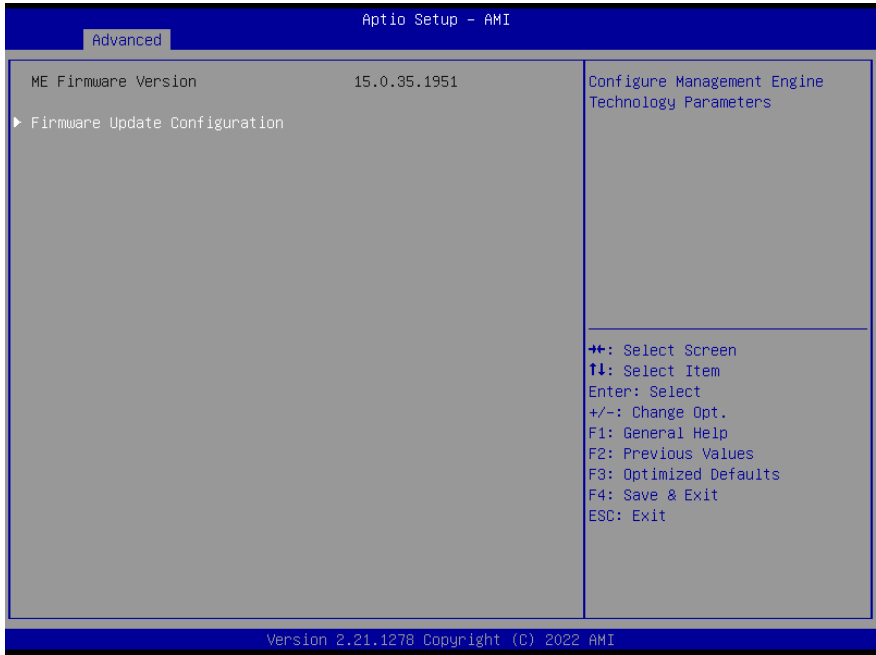 Aptio Setup – AMI
Advanced
ME Firmware Version 15.0.35.1951
▶ Firmware Update Configuration
Configure Management Engine
Technology Parameters
→←: Select Screen
↑↓: Select Item
Enter: Select
+/-: Change Opt.
F1: General Help
F2: Previous Values
F3: Optimized Defaults
F4: Save & Exit
ESC: Exit
Version 2.21.1278 Copyright (C) 2022 AMI